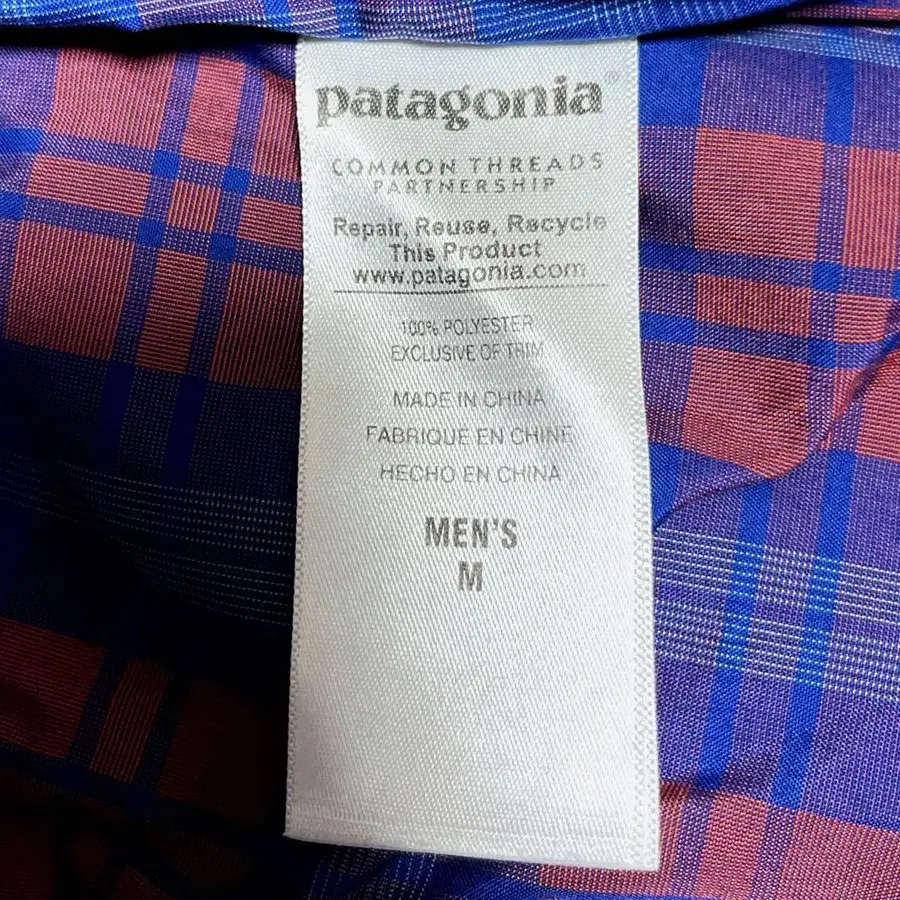 patagonia®
COMMON THREADS
PARTNERSHIP
Repair, Reuse, Recycle
This Product
www.patagonia.com
100% POLYESTER
EXCLUSIVE OF TRIM
MADE IN CHINA
FABRIQUE EN CHINE
HECHO EN CHINA
MEN'S
M